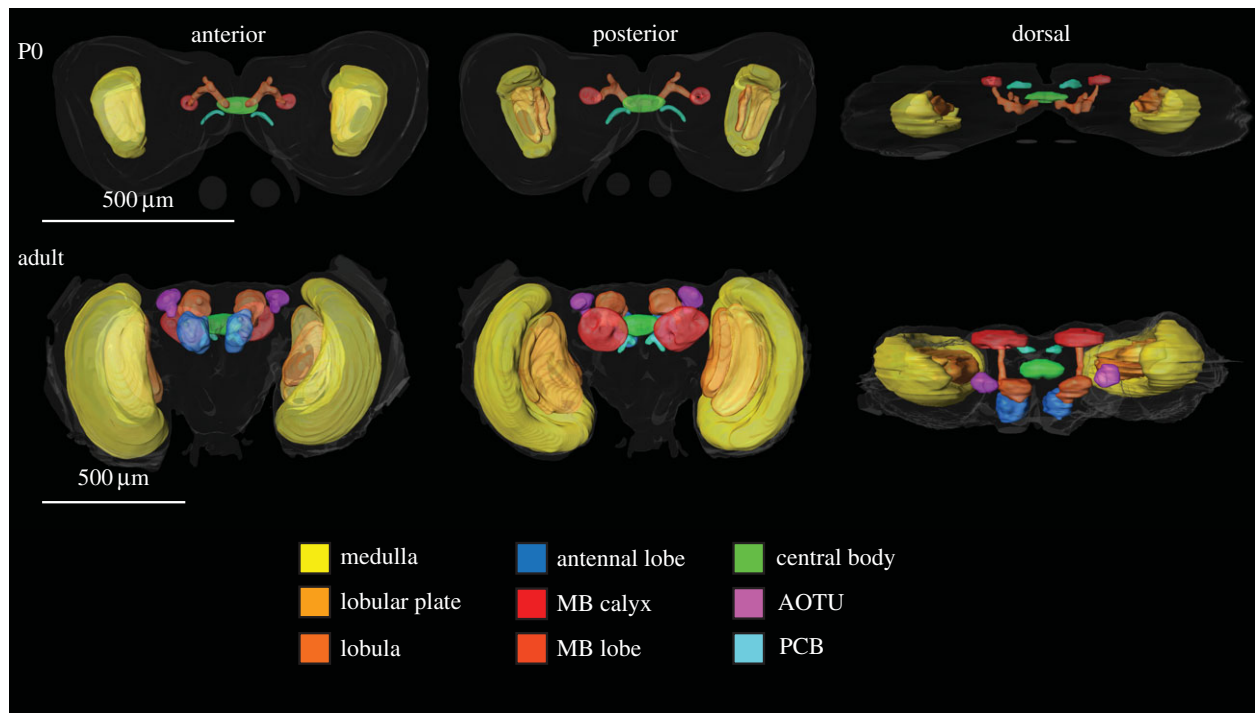 P0
anterior
posterior
dorsal
500 µm
adult
500 µm
medulla
antennal lobe
central body
lobular plate
MB calyx
AOTU
lobula
MB lobe
PCB